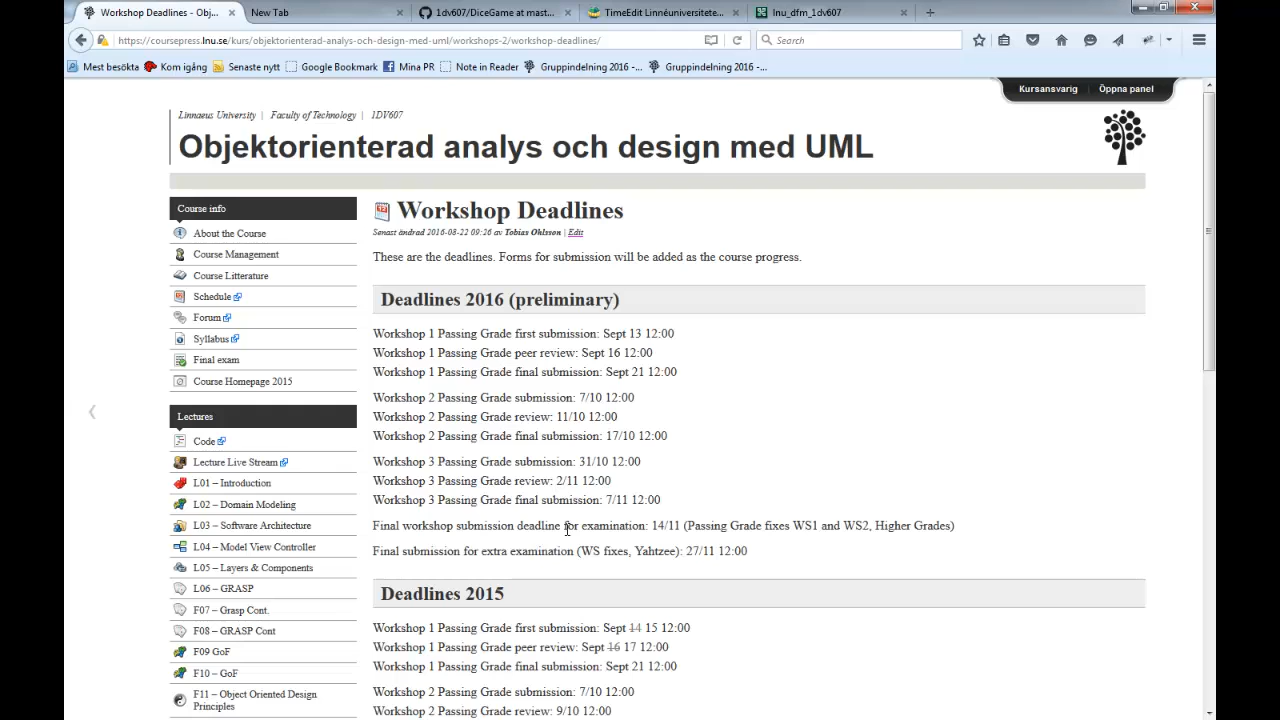 Workshop Deadlines - Obj...
New Tab
1dv607/DiceGame at mast...
TimeEdit Linnéuniversitete...
lnu_dfm_1dv607
https://coursepress.lnu.se/kurs/objektorienterad-analys-och-design-med-uml/workshops-2/workshop-deadlines/
Search
Mest besökta
Kom igång
Senaste nytt
Google Bookmark
Mina PR
Note in Reader
Gruppindelning 2016 -...
Gruppindelning 2016 -...
Kursansvarig
Öppna panel
Linnaeus University | Faculty of Technology | 1DV607
Objektorienterad analys och design med UML
Course info
About the Course
Course Management
Course Litterature
Schedule
Forum
Syllabus
Final exam
Course Homepage 2015
Lectures
Code
Lecture Live Stream
L01 – Introduction
L02 – Domain Modeling
L03 – Software Architecture
L04 – Model View Controller
L05 – Layers & Components
L06 – GRASP
F07 – Grasp Cont.
F08 – GRASP Cont
F09 GoF
F10 – GoF
F11 – Object Oriented Design
Principles
Workshop Deadlines
Senast ändrad 2016-08-22 09:26 av Tobias Ohlsson | Edit
These are the deadlines. Forms for submission will be added as the course progress.
Deadlines 2016 (preliminary)
Workshop 1 Passing Grade first submission: Sept 13 12:00
Workshop 1 Passing Grade peer review: Sept 16 12:00
Workshop 1 Passing Grade final submission: Sept 21 12:00
Workshop 2 Passing Grade submission: 7/10 12:00
Workshop 2 Passing Grade review: 11/10 12:00
Workshop 2 Passing Grade final submission: 17/10 12:00
Workshop 3 Passing Grade submission: 31/10 12:00
Workshop 3 Passing Grade review: 2/11 12:00
Workshop 3 Passing Grade final submission: 7/11 12:00
Final workshop submission deadline for examination: 14/11 (Passing Grade fixes WS1 and WS2, Higher Grades)
Final submission for extra examination (WS fixes, Yahtzee): 27/11 12:00
Deadlines 2015
Workshop 1 Passing Grade first submission: Sept 14 15 12:00
Workshop 1 Passing Grade peer review: Sept 16 17 12:00
Workshop 1 Passing Grade final submission: Sept 21 12:00
Workshop 2 Passing Grade submission: 7/10 12:00
Workshop 2 Passing Grade review: 9/10 12:00